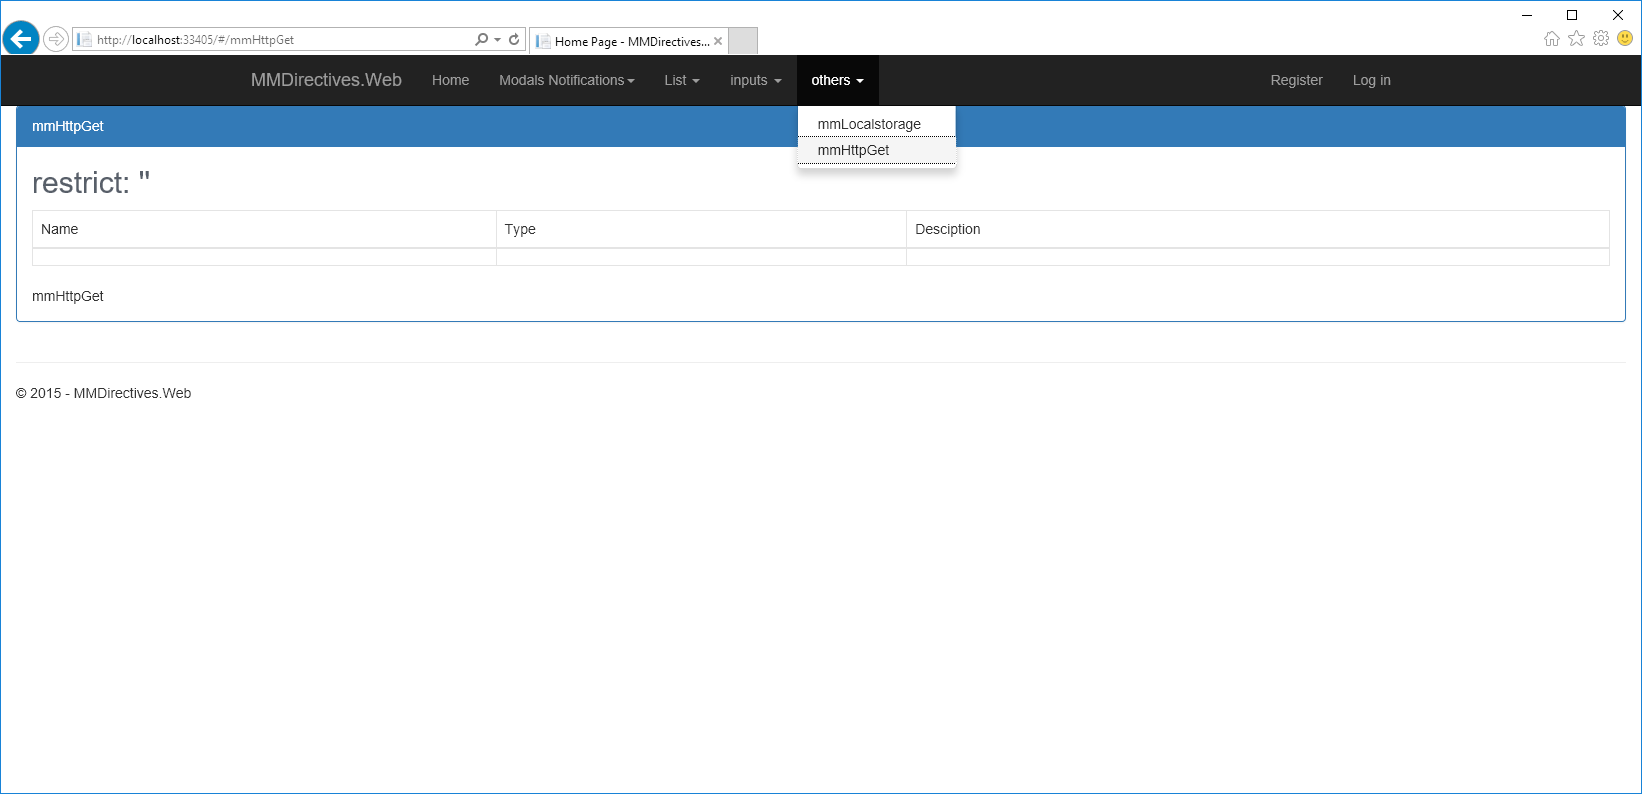 http://localhost:33405/#/mmHttpGet
Home Page - MMDirectives...
MMDirectives.Web Home Modals Notifications List inputs others Register Log in
mmLocalstorage
mmHttpGet
mmHttpGet
restrict: ''
Name Type Desciption
mmHttpGet
© 2015 - MMDirectives.Web